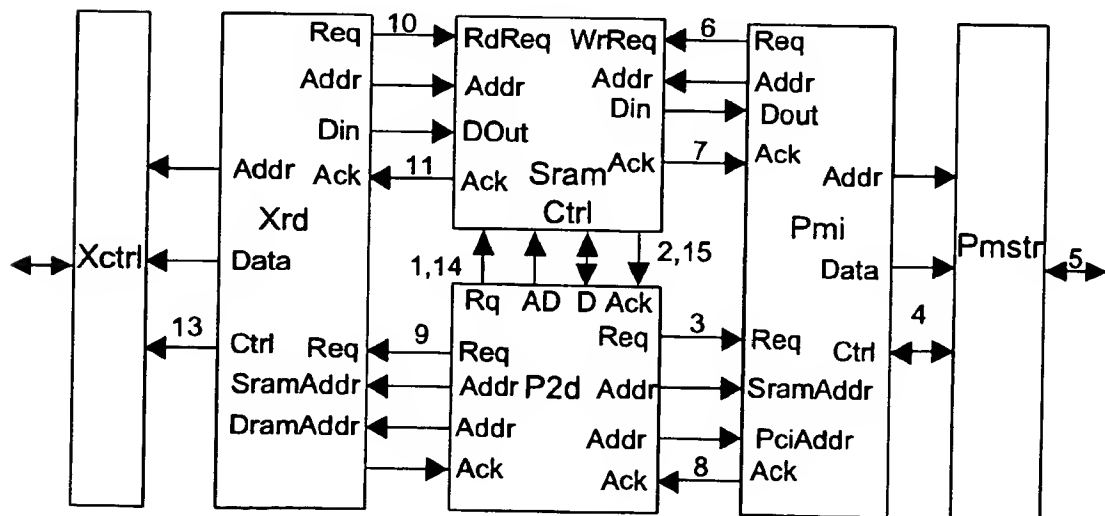 Req 10 RdReq WrReq 6 Req
Addr Addr Addr Addr
Din DOut Din Dout
Addr Ack 11 Ack Sram Ack 7 Ack Addr
Xrd Ctrl Pmi
Xctrl Data 1,14 2,15 Data Pmstr 5
Rq AD D Ack
13 Ctrl Req 9 Req Req 3 Req Ctrl 4
SramAddr Addr P2d Addr SramAddr
DramAddr Addr Addr PciAddr
Ack Ack 8 Ack